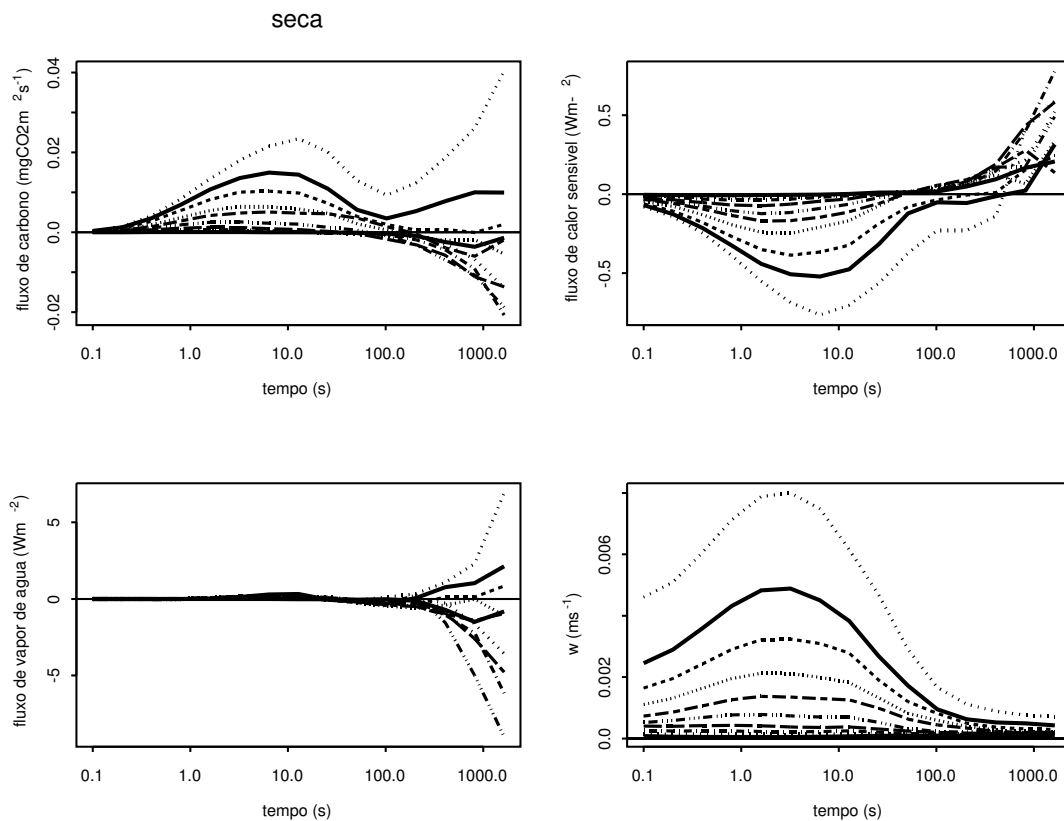 seca
fluxo de carbono (mgCO2m⁻²s⁻¹)
0.04
0.02
0.0
-0.02
0.1 1.0 10.0 100.0 1000.0
tempo (s)
fluxo de calor sensivel (Wm- ²)
0.5
0.0
-0.5
0.1 1.0 10.0 100.0 1000.0
tempo (s)
fluxo de vapor de agua (Wm ⁻²)
5
0
5
0.1 1.0 10.0 100.0 1000.0
tempo (s)
w (ms⁻¹)
0.006
0.002
0.0
0.1 1.0 10.0 100.0 1000.0
tempo (s)